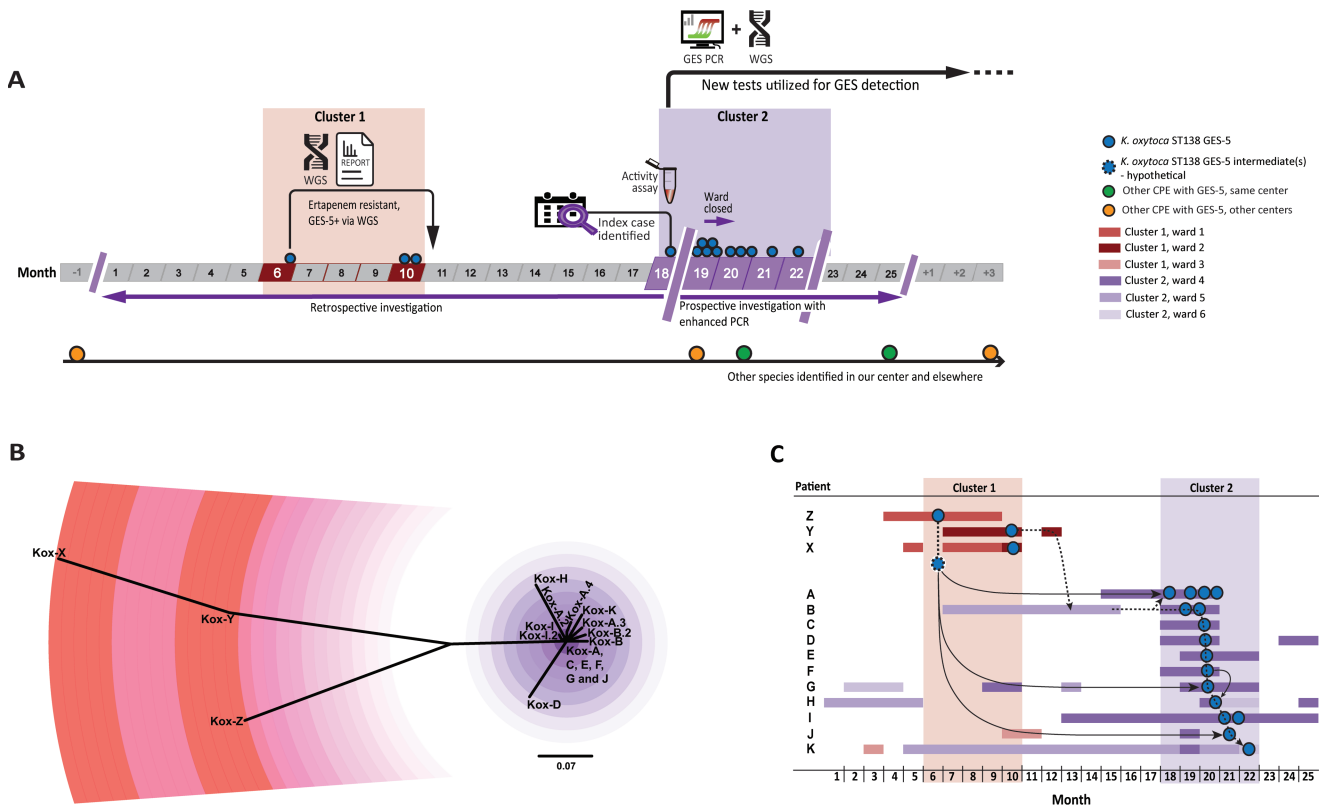 GES PCR
+
WGS
A
New tests utilized for GES detection
Cluster 1
Cluster 2
REPORT
WGS
Activity
assay
Ertapenem resistant,
GES-5+ via WGS
Ward
closed
Index case
identified
K. oxytoca ST138 GES-5
K. oxytoca ST138 GES-5 intermediate(s)
- hypothetical
Other CPE with GES-5, same center
Other CPE with GES-5, other centers
Cluster 1, ward 1
Cluster 1, ward 2
Cluster 1, ward 3
Cluster 2, ward 4
Cluster 2, ward 5
Cluster 2, ward 6
Month -1 1 2 3 4 5 6 7 8 9 10 11 12 13 14 15 16 17 18 19 20 21 22 23 24 25 +1 +2 +3
Retrospective investigation
Prospective investigation with
enhanced PCR
Other species identified in our center and elsewhere
B
Kox-X
Kox-Y
Kox-Z
Kox-H
Kox-A.4
Kox-K
Kox-A.3
Kox-I
Kox-B.2
Kox-I.2
Kox-B
Kox-A,
C, E, F,
G and J
Kox-D
0.07
C
Patient
Cluster 1
Cluster 2
Z
Y
X
A
B
C
D
E
F
G
H
I
J
K
1 2 3 4 5 6 7 8 9 10 11 12 13 14 15 16 17 18 19 20 21 22 23 24 25
Month